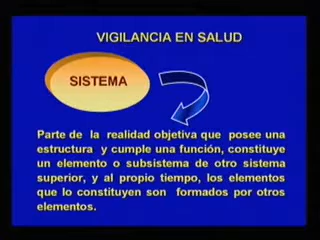 VIGILANCIA EN SALUD
SISTEMA
Parte de la realidad objetiva que posee una
estructura y cumple una función, constituye
un elemento o subsistema de otro sistema
superior, y al propio tiempo, los elementos
que lo constituyen son formados por otros
elementos.